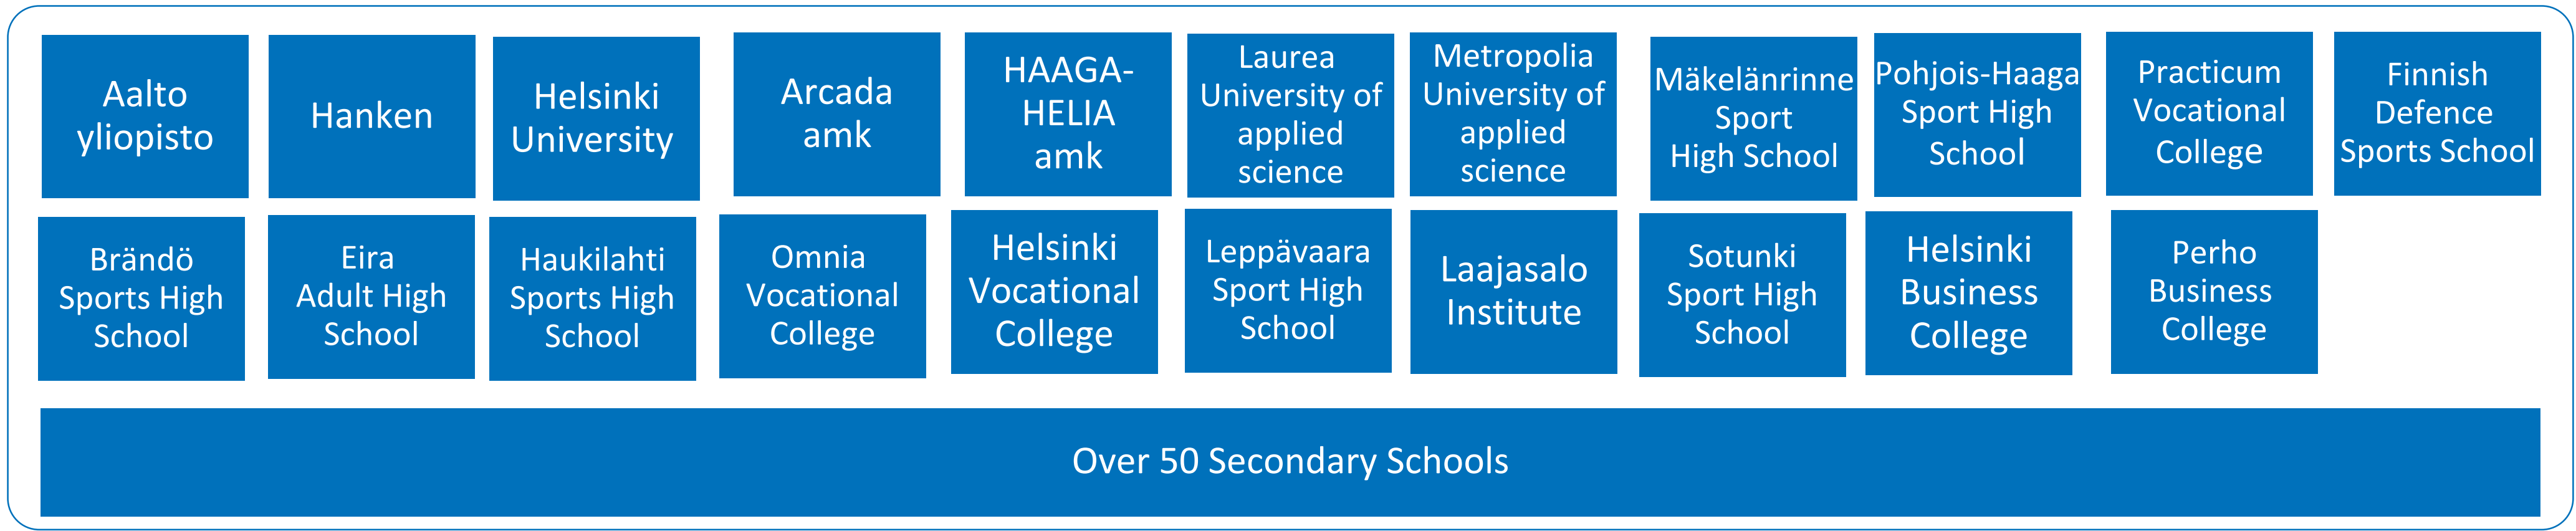 Aalto
yliopisto
Hanken
Helsinki
University
Arcada
amk
HAAGA-
HELIA
amk
Laurea
University of
applied
science
Metropolia
University of
applied
science
Mäkelänrinne
Sport
High School
Pohjois-Haaga
Sport High
School
Practicum
Vocational
College
Finnish
Defence
Sports School
Brändö
Sports High
School
Eira
Adult High
School
Haukilahti
Sports High
School
Omnia
Vocational
College
Helsinki
Vocational
College
Leppävaara
Sport High
School
Laajasalo
Institute
Sotunki
Sport High
School
Helsinki
Business
College
Perho
Business
College
Over 50 Secondary Schools